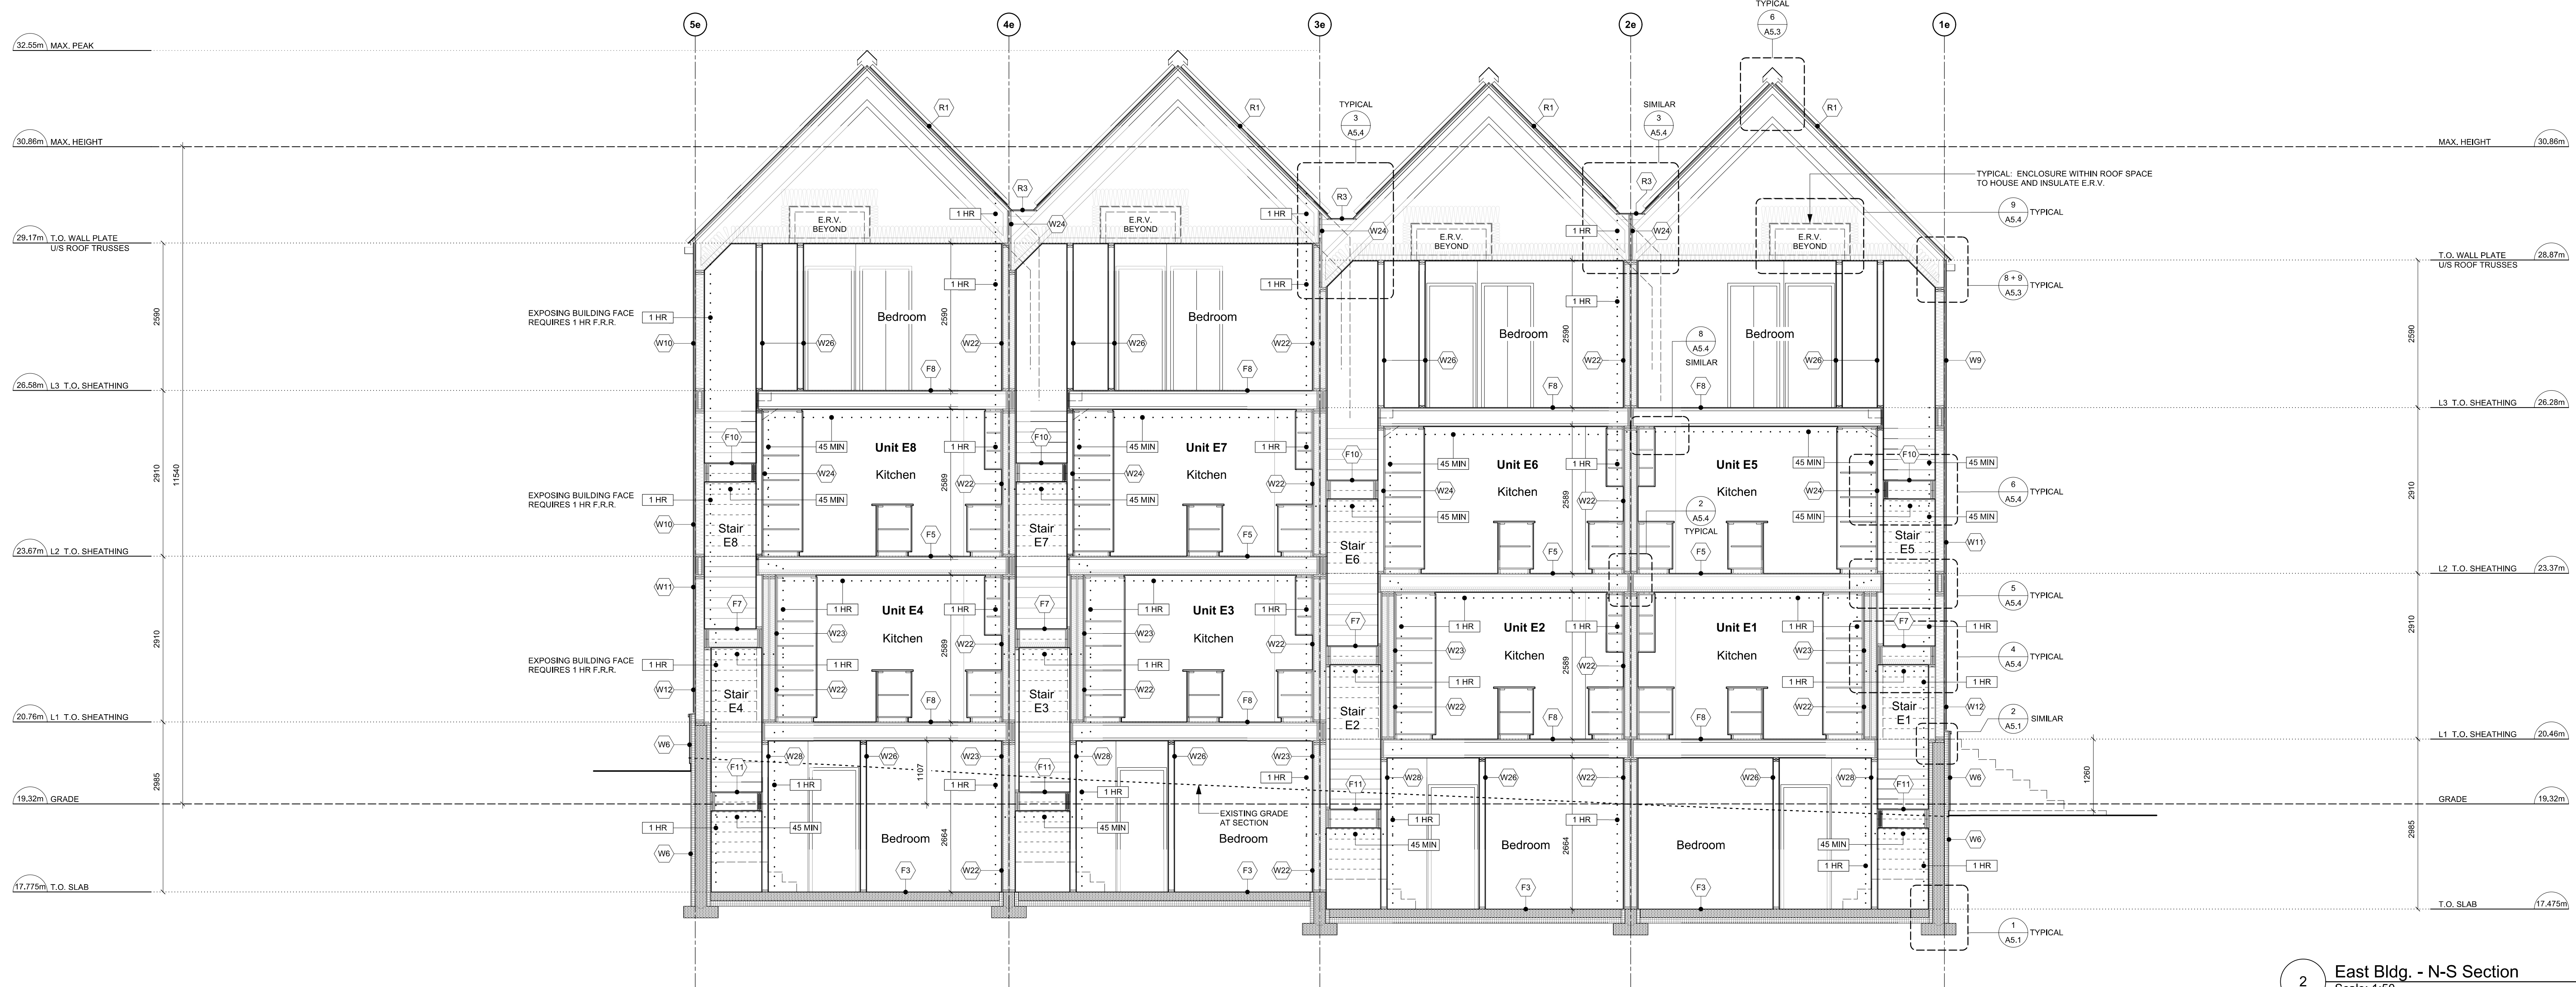 5e
4e
3e
2e
1e
TYPICAL
6
A5.3
32.55m MAX. PEAK
R1
R1
R1
R1
TYPICAL
3
A5.4
SIMILAR
3
A5.4
30.86m MAX. HEIGHT
MAX. HEIGHT 30.86m
TYPICAL: ENCLOSURE WITHIN ROOF SPACE
TO HOUSE AND INSULATE E.R.V.
R3
R3
R3
9
A5.4
TYPICAL
1 HR
1 HR
1 HR
W24
W24
W24
E.R.V.
BEYOND
E.R.V.
BEYOND
E.R.V.
BEYOND
E.R.V.
BEYOND
29.17m T.O. WALL PLATE
U/S ROOF TRUSSES
T.O. WALL PLATE 28.87m
U/S ROOF TRUSSES
8 + 9
A5.3
TYPICAL
1 HR
1 HR
1 HR
EXPOSING BUILDING FACE
REQUIRES 1 HR F.R.R.
1 HR
2590
2590
2590
2590
Bedroom
Bedroom
Bedroom
Bedroom
W10
W26
W22
W26
W22
W26
W22
W26
W9
8
A5.4
SIMILAR
F8
F8
F8
F8
26.58m L3 T.O. SHEATHING
L3 T.O. SHEATHING 26.28m
F10
45 MIN
Unit E8
1 HR
F10
45 MIN
Unit E7
1 HR
F10
45 MIN
Unit E6
1 HR
Unit E5
45 MIN
F10
45 MIN
W24
Kitchen
W22
W24
Kitchen
W22
W24
Kitchen
W22
Kitchen
W24
6
A5.4
TYPICAL
2910
11540
2589
2589
2910
EXPOSING BUILDING FACE
REQUIRES 1 HR F.R.R.
1 HR
45 MIN
45 MIN
45 MIN
45 MIN
45 MIN
2
A5.4
TYPICAL
W10
Stair
E8
Stair
E7
Stair
E6
Stair
E5
W11
F5
F5
F5
F5
23.67m L2 T.O. SHEATHING
L2 T.O. SHEATHING 23.37m
W11
5
A5.4
TYPICAL
F7
1 HR
Unit E4
1 HR
F7
1 HR
Unit E3
1 HR
F7
1 HR
Unit E2
1 HR
Unit E1
1 HR
F7
1 HR
W23
Kitchen
W22
W23
Kitchen
W22
W23
Kitchen
W22
Kitchen
W23
4
A5.4
TYPICAL
2910
2589
2589
2910
EXPOSING BUILDING FACE
REQUIRES 1 HR F.R.R.
1 HR
1 HR
1 HR
1 HR
1 HR
1 HR
W12
Stair
E4
W22
Stair
E3
W22
Stair
E2
W22
W22
Stair
E1
W12
F8
F8
F8
F8
2
A5.1
SIMILAR
20.76m L1 T.O. SHEATHING
L1 T.O. SHEATHING 20.46m
W6
W28
W26
W23
W28
W26
W23
W28
W26
W22
W26
W28
W6
F11
1 HR
1107
1 HR
F11
1 HR
1 HR
F11
F11
1260
2985
2985
19.32m GRADE
GRADE 19.32m
EXISTING GRADE
AT SECTION
1 HR
45 MIN
45 MIN
1 HR
45 MIN
1 HR
45 MIN
Bedroom
Bedroom
Bedroom
Bedroom
2664
2664
W6
W6
1 HR
1 HR
F3
W22
F3
W22
F3
F3
17.775m T.O. SLAB
T.O. SLAB 17.475m
1
A5.1
TYPICAL
2
East Bldg. - N-S Section